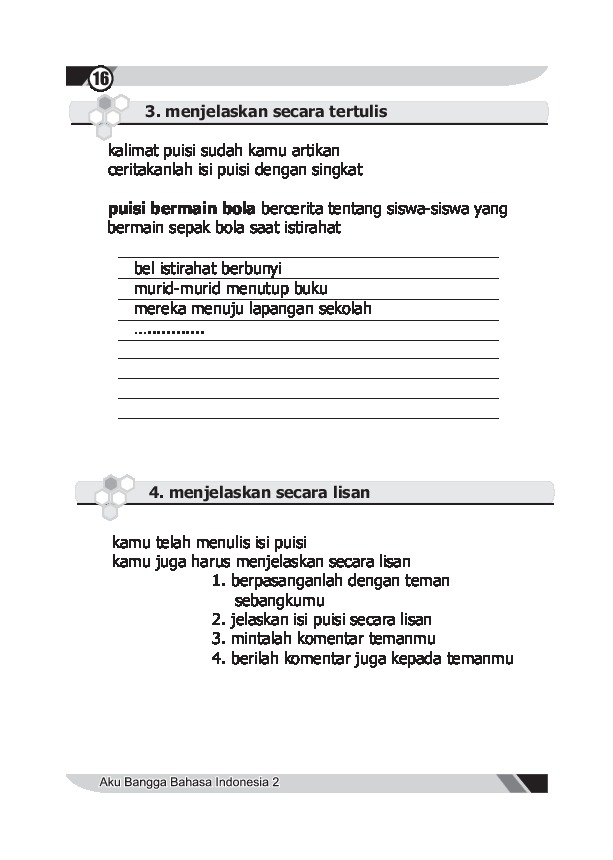 16
3. menjelaskan secara tertulis
kalimat puisi sudah kamu artikan
ceritakanlah isi puisi dengan singkat
puisi bermain bola bercerita tentang siswa-siswa yang
bermain sepak bola saat istirahat
bel istirahat berbunyi
murid-murid menutup buku
mereka menuju lapangan sekolah
.............
4. menjelaskan secara lisan
kamu telah menulis isi puisi
kamu juga harus menjelaskan secara lisan
1. berpasanganlah dengan teman
sebangkumu
2. jelaskan isi puisi secara lisan
3. mintalah komentar temanmu
4. berilah komentar juga kepada temanmu
Aku Bangga Bahasa Indonesia 2